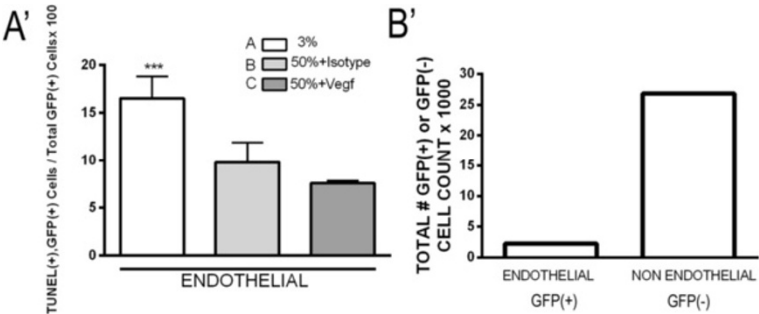 A'
TUNEL(+),GFP(+) Cells / Total GFP(+) Cells x 100
20
15
10
5
0
***
A 3%
B 50%+Isotype
C 50%+Vegf
ENDOTHELIAL
B'
TOTAL # GFP(+) or GFP(-)
CELL COUNT x 1000
30
25
20
15
10
5
0
ENDOTHELIAL NON ENDOTHELIAL
GFP(+) GFP(-)